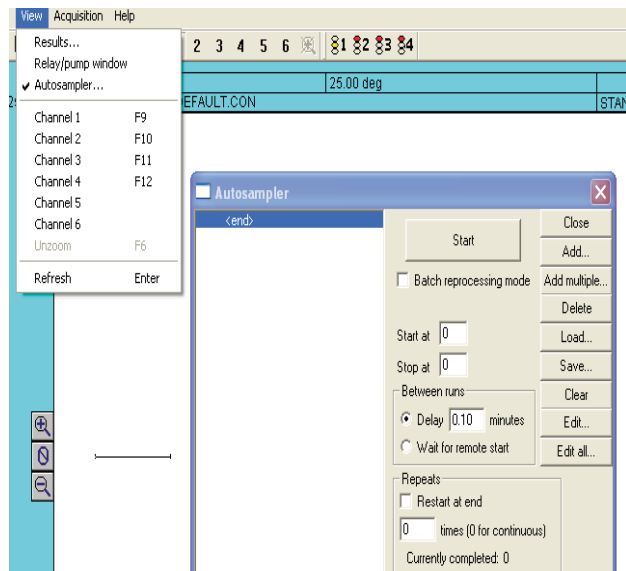 View Acquisition Help
Results...
Relay/pump window
Autosampler...
Channel 1 F9
Channel 2 F10
Channel 3 F11
Channel 4 F12
Channel 5
Channel 6
Unzoom F6
Refresh Enter
2 3 4 5 6 1 2 3 4
25.00 deg
DEFAULT.CON STAN
Autosampler
<end>
Start
Batch reprocessing mode
Start at 0
Stop at 0
Between runs
Delay 0.10 minutes
Wait for remote start
Repeats
Restart at end
0 times (0 for continuous)
Currently completed: 0
Close
Add...
Add multiple...
Delete
Load...
Save...
Clear
Edit...
Edit all...